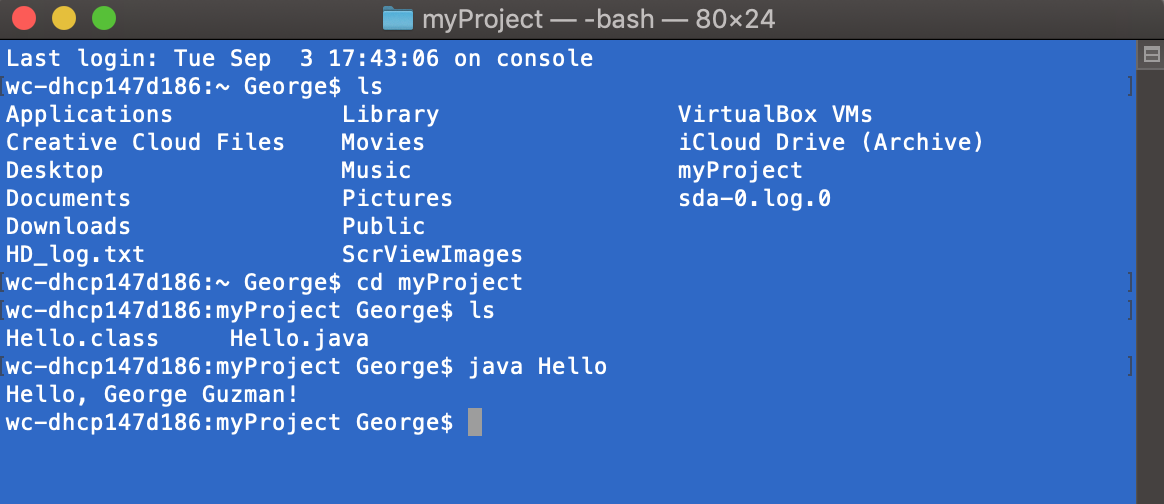 myProject — -bash — 80×24
Last login: Tue Sep  3 17:43:06 on console
[wc-dhcp147d186:~ George$ ls ]
Applications            Library                 VirtualBox VMs
Creative Cloud Files    Movies                  iCloud Drive (Archive)
Desktop                 Music                   myProject
Documents               Pictures                sda-0.log.0
Downloads               Public
HD_log.txt              ScrViewImages
[wc-dhcp147d186:~ George$ cd myProject ]
[wc-dhcp147d186:myProject George$ ls ]
Hello.class     Hello.java
[wc-dhcp147d186:myProject George$ java Hello ]
Hello, George Guzman!
wc-dhcp147d186:myProject George$